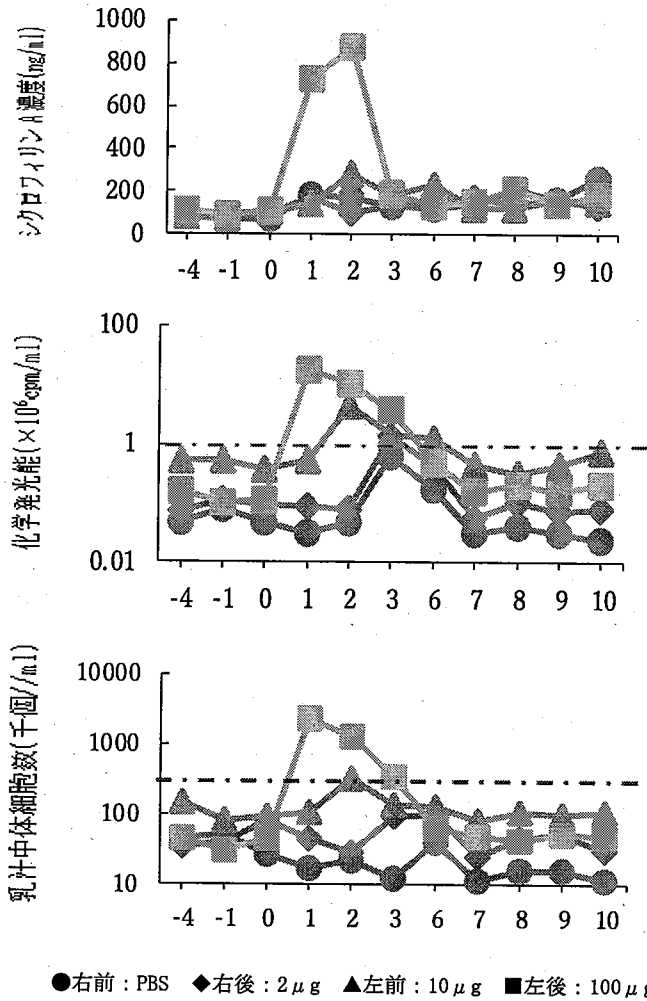 シクロフィリンA濃度(mg/ml)
1000
800
600
400
200
0
-4 -1 0 1 2 3 6 7 8 9 10
化学発光能(×10⁶cpm/ml)
100
1
0.01
-4 -1 0 1 2 3 6 7 8 9 10
乳汁中体細胞数(千個//ml)
10000
1000
100
10
-4 -1 0 1 2 3 6 7 8 9 10
●右前：PBS ◆右後：2μg ▲左前：10μg ■左後：100μg